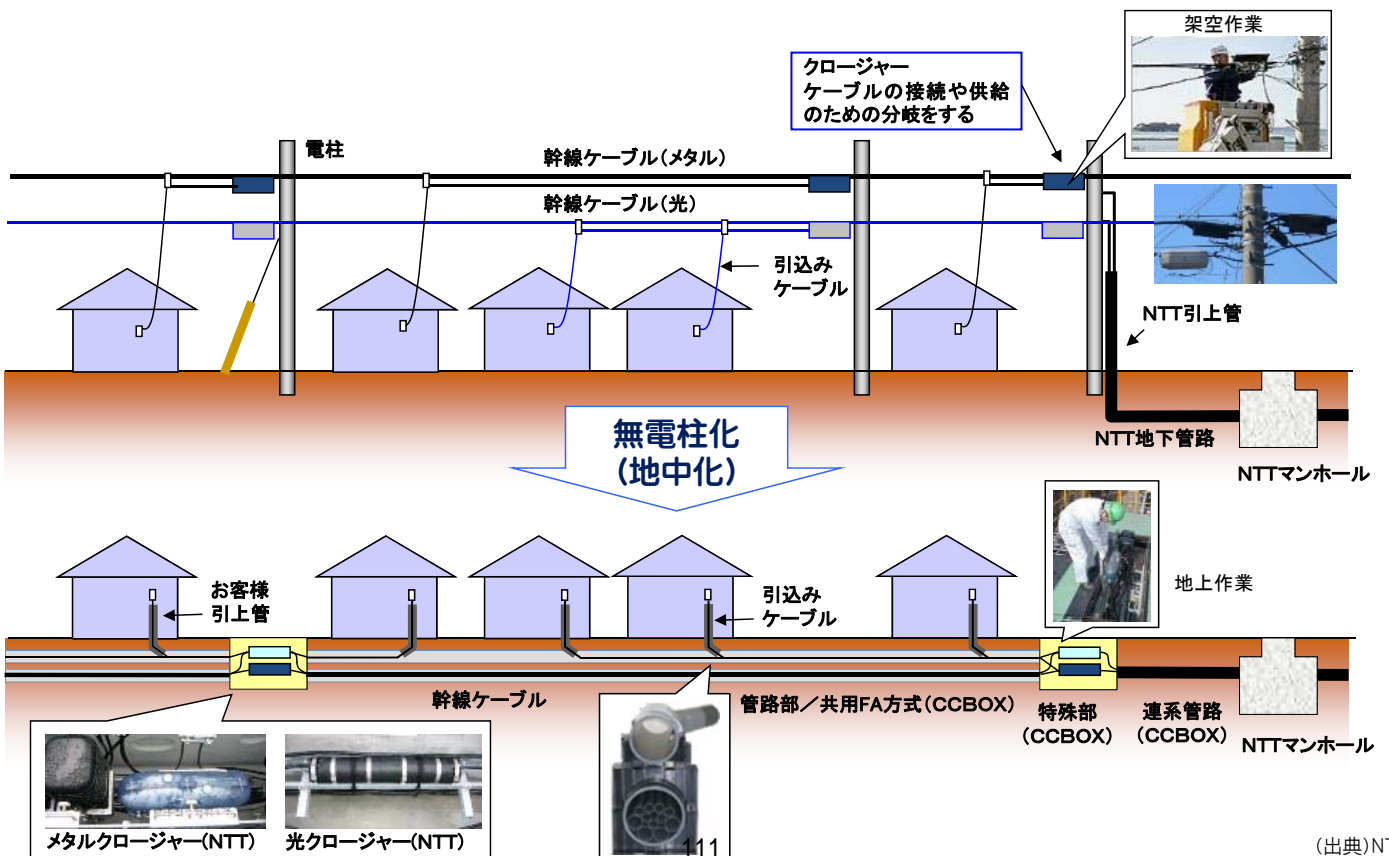 架空作業
クロージャー
ケーブルの接続や供給
のための分岐をする
電柱
幹線ケーブル(メタル)
幹線ケーブル(光)
引込み
ケーブル
NTT引上管
無電柱化
(地中化)
NTT地下管路
NTTマンホール
地上作業
お客様
引上管
引込み
ケーブル
幹線ケーブル
管路部/共用FA方式(CCBOX)
特殊部
(CCBOX)
連系管路
(CCBOX)
NTTマンホール
メタルクロージャー(NTT)
光クロージャー(NTT)
111
(出典)NT